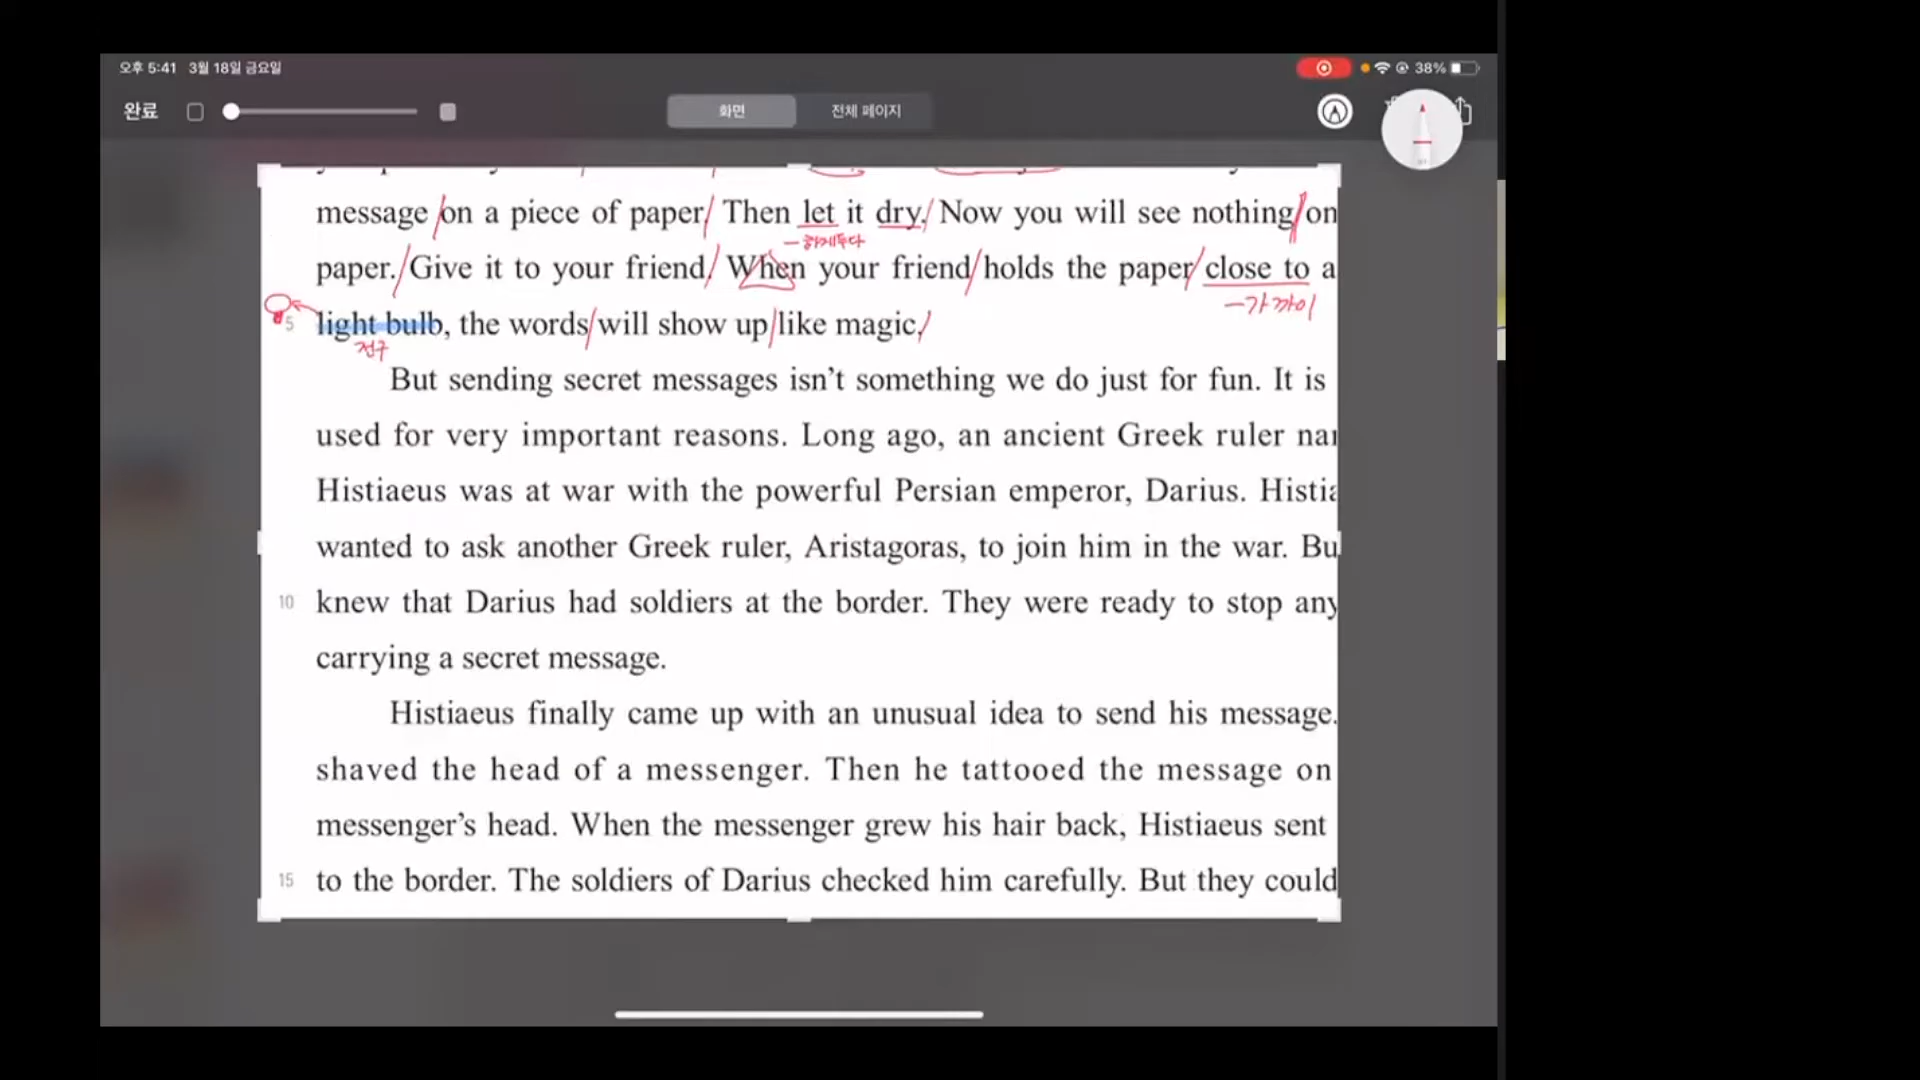 오후 5:41 3월 18일 금요일
38%
완료
화면
전체 페이지
message on a piece of paper. Then let it dry. Now you will see nothing on
-하게두다
paper. Give it to your friend. When your friend holds the paper close to a
-가까이
5 light bulb, the words will show up like magic.
전구
But sending secret messages isn't something we do just for fun. It is
used for very important reasons. Long ago, an ancient Greek ruler
Histiaeus was at war with the powerful Persian emperor, Darius.
wanted to ask another Greek ruler, Aristagoras, to join him in the war.
10 knew that Darius had soldiers at the border. They were ready to stop
carrying a secret message.
Histiaeus finally came up with an unusual idea to send his message.
shaved the head of a messenger. Then he tattooed the message on
messenger's head. When the messenger grew his hair back, Histiaeus sent
15 to the border. The soldiers of Darius checked him carefully. But they could